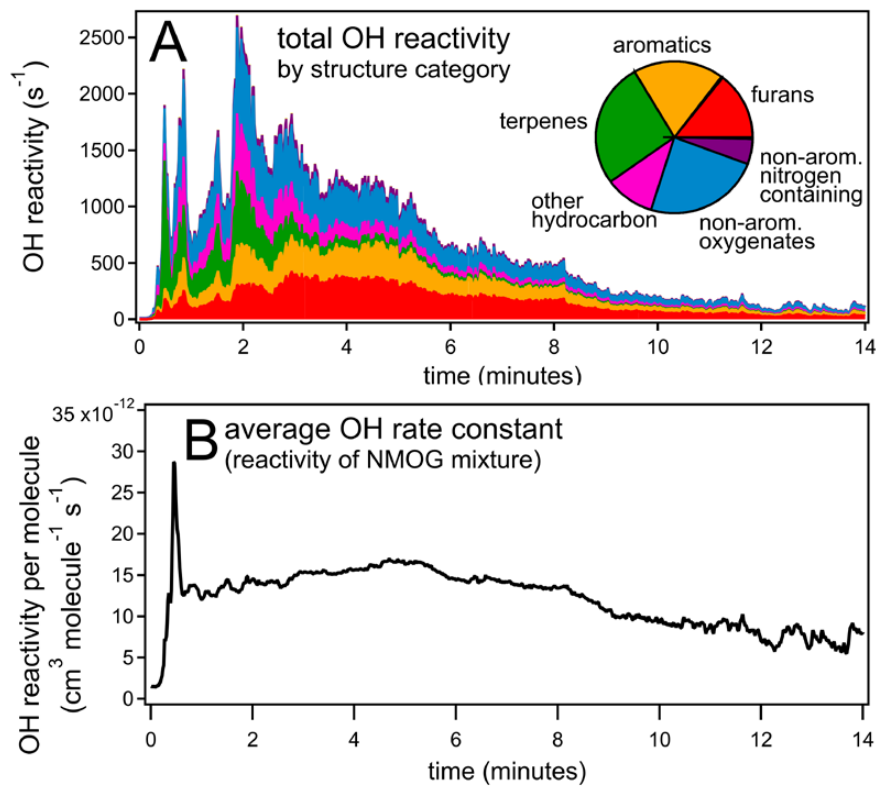 A total OH reactivity
by structure category
OH reactivity (s⁻¹)
2500
2000
1500
1000
500
0
0 2 4 6 8 10 12 14
time (minutes)
aromatics
furans
terpenes
non-arom.
nitrogen
containing
other
hydrocarbon
non-arom.
oxygenates
B average OH rate constant
(reactivity of NMOG mixture)
OH reactivity per molecule
(cm³ molecule⁻¹ s⁻¹)
35 x10⁻¹²
30
25
20
15
10
5
0
0 2 4 6 8 10 12 14
time (minutes)